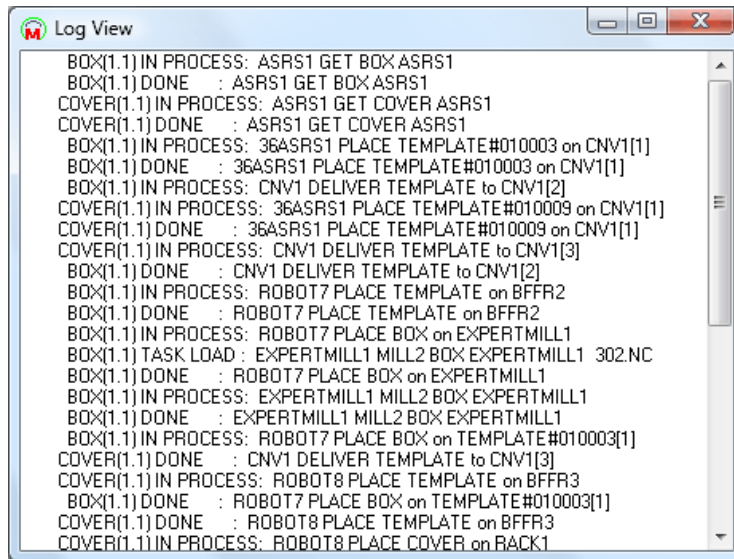 Log View
BOX(1.1) IN PROCESS: ASRS1 GET BOX ASRS1
BOX(1.1) DONE : ASRS1 GET BOX ASRS1
COVER(1.1) IN PROCESS: ASRS1 GET COVER ASRS1
COVER(1.1) DONE : ASRS1 GET COVER ASRS1
BOX(1.1) IN PROCESS: 36ASRS1 PLACE TEMPLATE#010003 on CNV1[1]
BOX(1.1) DONE : 36ASRS1 PLACE TEMPLATE#010003 on CNV1[1]
BOX(1.1) IN PROCESS: CNV1 DELIVER TEMPLATE to CNV1[2]
COVER(1.1) IN PROCESS: 36ASRS1 PLACE TEMPLATE#010009 on CNV1[1]
COVER(1.1) DONE : 36ASRS1 PLACE TEMPLATE#010009 on CNV1[1]
COVER(1.1) IN PROCESS: CNV1 DELIVER TEMPLATE to CNV1[3]
BOX(1.1) DONE : CNV1 DELIVER TEMPLATE to CNV1[2]
BOX(1.1) IN PROCESS: ROBOT7 PLACE TEMPLATE on BFFR2
BOX(1.1) DONE : ROBOT7 PLACE TEMPLATE on BFFR2
BOX(1.1) IN PROCESS: ROBOT7 PLACE BOX on EXPERTMILL1
BOX(1.1) TASK LOAD : EXPERTMILL1 MILL2 BOX EXPERTMILL1 302.NC
BOX(1.1) DONE : ROBOT7 PLACE BOX on EXPERTMILL1
BOX(1.1) IN PROCESS: EXPERTMILL1 MILL2 BOX EXPERTMILL1
BOX(1.1) DONE : EXPERTMILL1 MILL2 BOX EXPERTMILL1
BOX(1.1) IN PROCESS: ROBOT7 PLACE BOX on TEMPLATE#010003[1]
COVER(1.1) DONE : CNV1 DELIVER TEMPLATE to CNV1[3]
COVER(1.1) IN PROCESS: ROBOT8 PLACE TEMPLATE on BFFR3
BOX(1.1) DONE : ROBOT7 PLACE BOX on TEMPLATE#010003[1]
COVER(1.1) DONE : ROBOT8 PLACE TEMPLATE on BFFR3
COVER(1.1) IN PROCESS: ROBOT8 PLACE COVER on RACK1